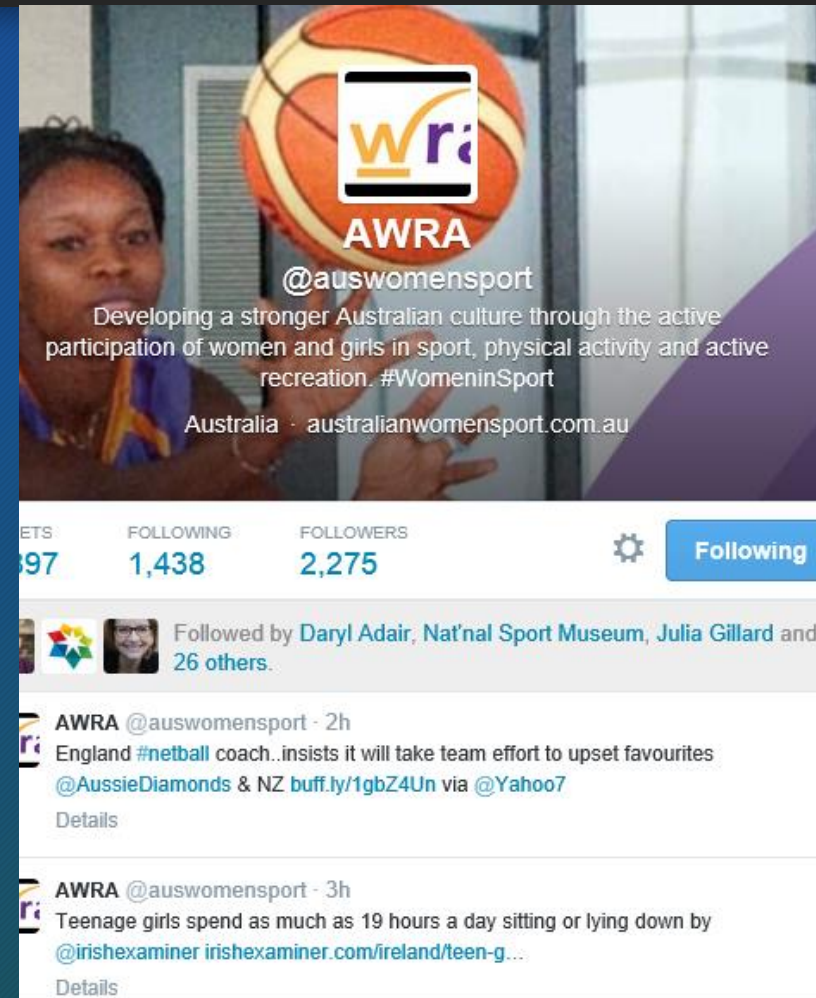 wra
AWRA
@auswomensport
Developing a stronger Australian culture through the active
participation of women and girls in sport, physical activity and active
recreation. #WomeninSport
Australia · australianwomensport.com.au
ETS FOLLOWING FOLLOWERS
397 1,438 2,275
Following
Followed by Daryl Adair, Nat'nal Sport Museum, Julia Gillard and
26 others.
AWRA @auswomensport · 2h
England #netball coach..insists it will take team effort to upset favourites
@AussieDiamonds & NZ buff.ly/1gbZ4Un via @Yahoo7
Details
AWRA @auswomensport · 3h
Teenage girls spend as much as 19 hours a day sitting or lying down by
@irishexaminer irishexaminer.com/ireland/teen-g...
Details